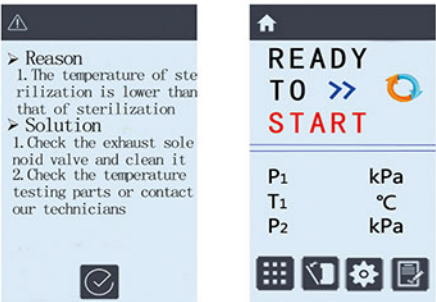 ➢ Reason
1.The temperature of ste
rilization is lower than
that of sterilization
➢ Solution
1.Check the exhaust sole
noid valve and clean it
2.Check the temperature
testing parts or contact
our technicians
READY
TO >>
START
P1 kPa
T1 ℃
P2 kPa